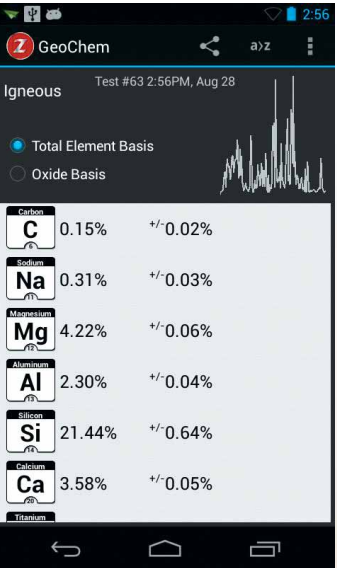 2:56
Z GeoChem a>z
Test #63 2:56PM, Aug 28
Igneous
Total Element Basis
Oxide Basis
Carbon
C 0.15% +/-0.02%
6
Sodium
Na 0.31% +/-0.03%
11
Magnesium
Mg 4.22% +/-0.06%
12
Aluminum
Al 2.30% +/-0.04%
13
Silicon
Si 21.44% +/-0.64%
14
Calcium
Ca 3.58% +/-0.05%
20
Titanium